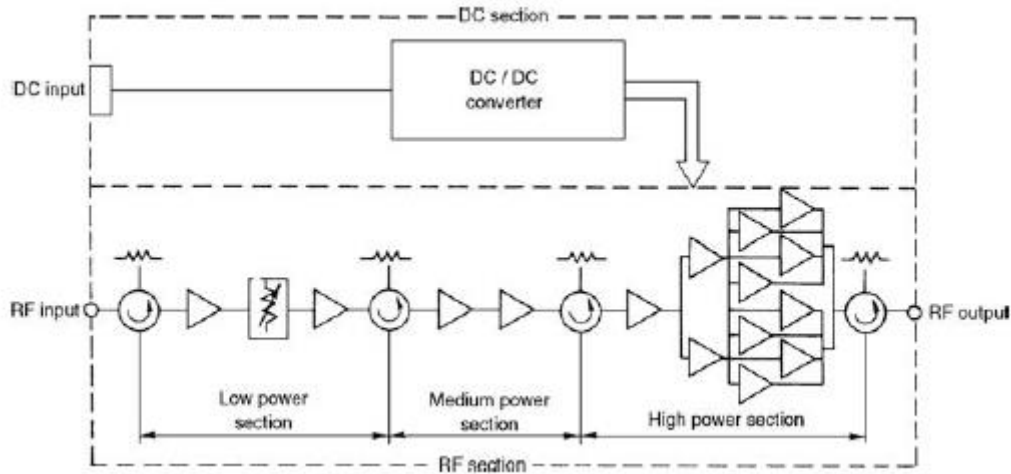 DC section
DC input
DC / DC
converter
RF input
RF output
Low power
section
Medium power
section
High power section
RF section